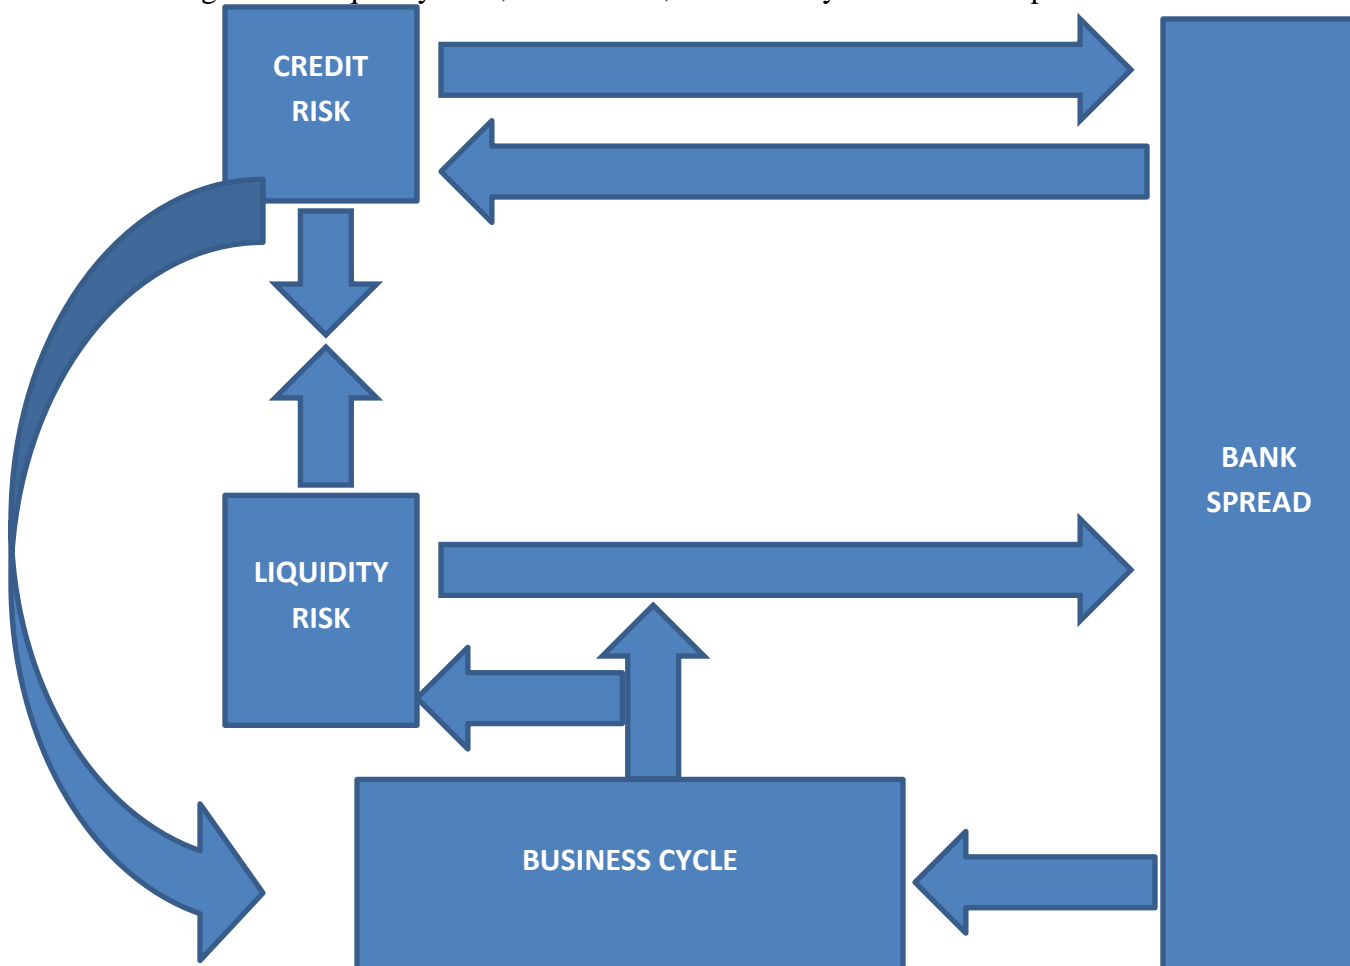 CREDIT
RISK
BANK
SPREAD
LIQUIDITY
RISK
BUSINESS CYCLE